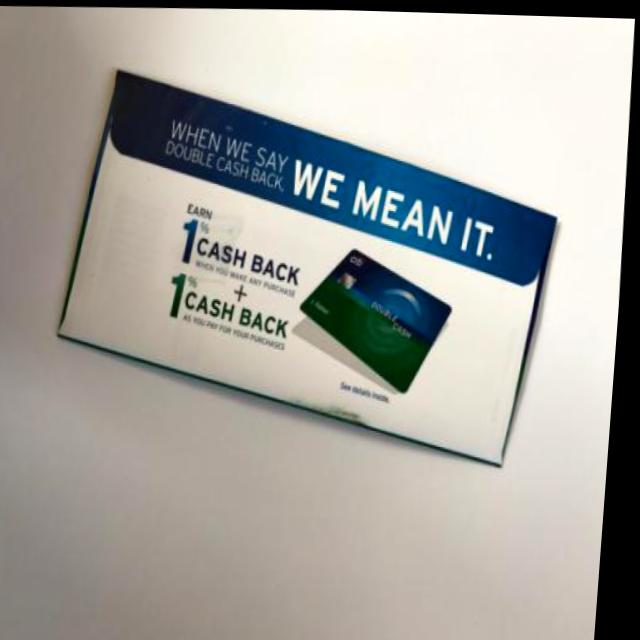 WHEN WE SAY
DOUBLE CASH BACK,
WE MEAN IT.
EARN
1% CASH BACK
WHEN YOU MAKE ANY PURCHASE
+
1% CASH BACK
AS YOU PAY FOR YOUR PURCHASES
citi
DOUBLE CASH
See details inside.